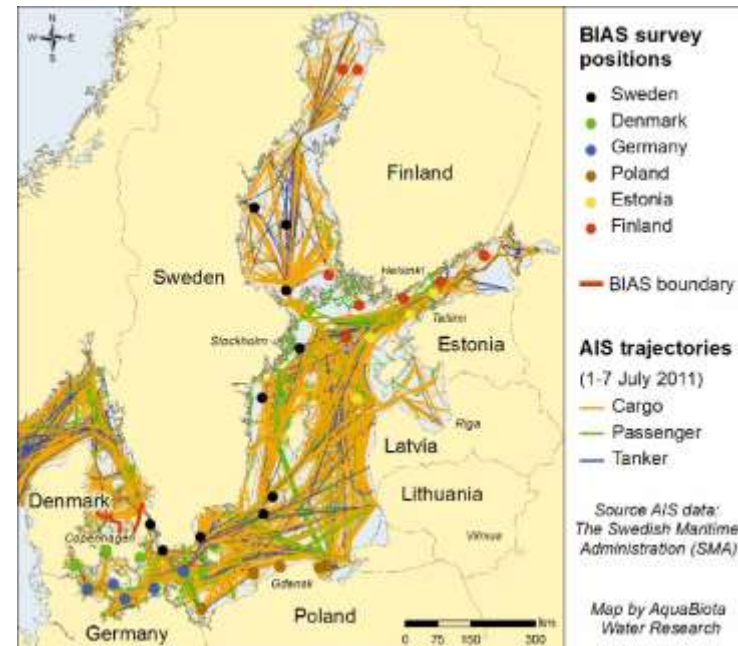 N
W E
S
Finland
Sweden
Helsinki
Tallinn
Stockholm
Estonia
Riga
Latvia
Denmark
Lithuania
Copenhagen
Vilnius
Gdansk
Poland
Germany
km
0 75 150 300
BIAS survey
positions
Sweden
Denmark
Germany
Poland
Estonia
Finland
BIAS boundary
AIS trajectories
(1-7 July 2011)
Cargo
Passenger
Tanker
Source AIS data:
The Swedish Maritime
Administration (SMA)
Map by AquaBiota
Water Research